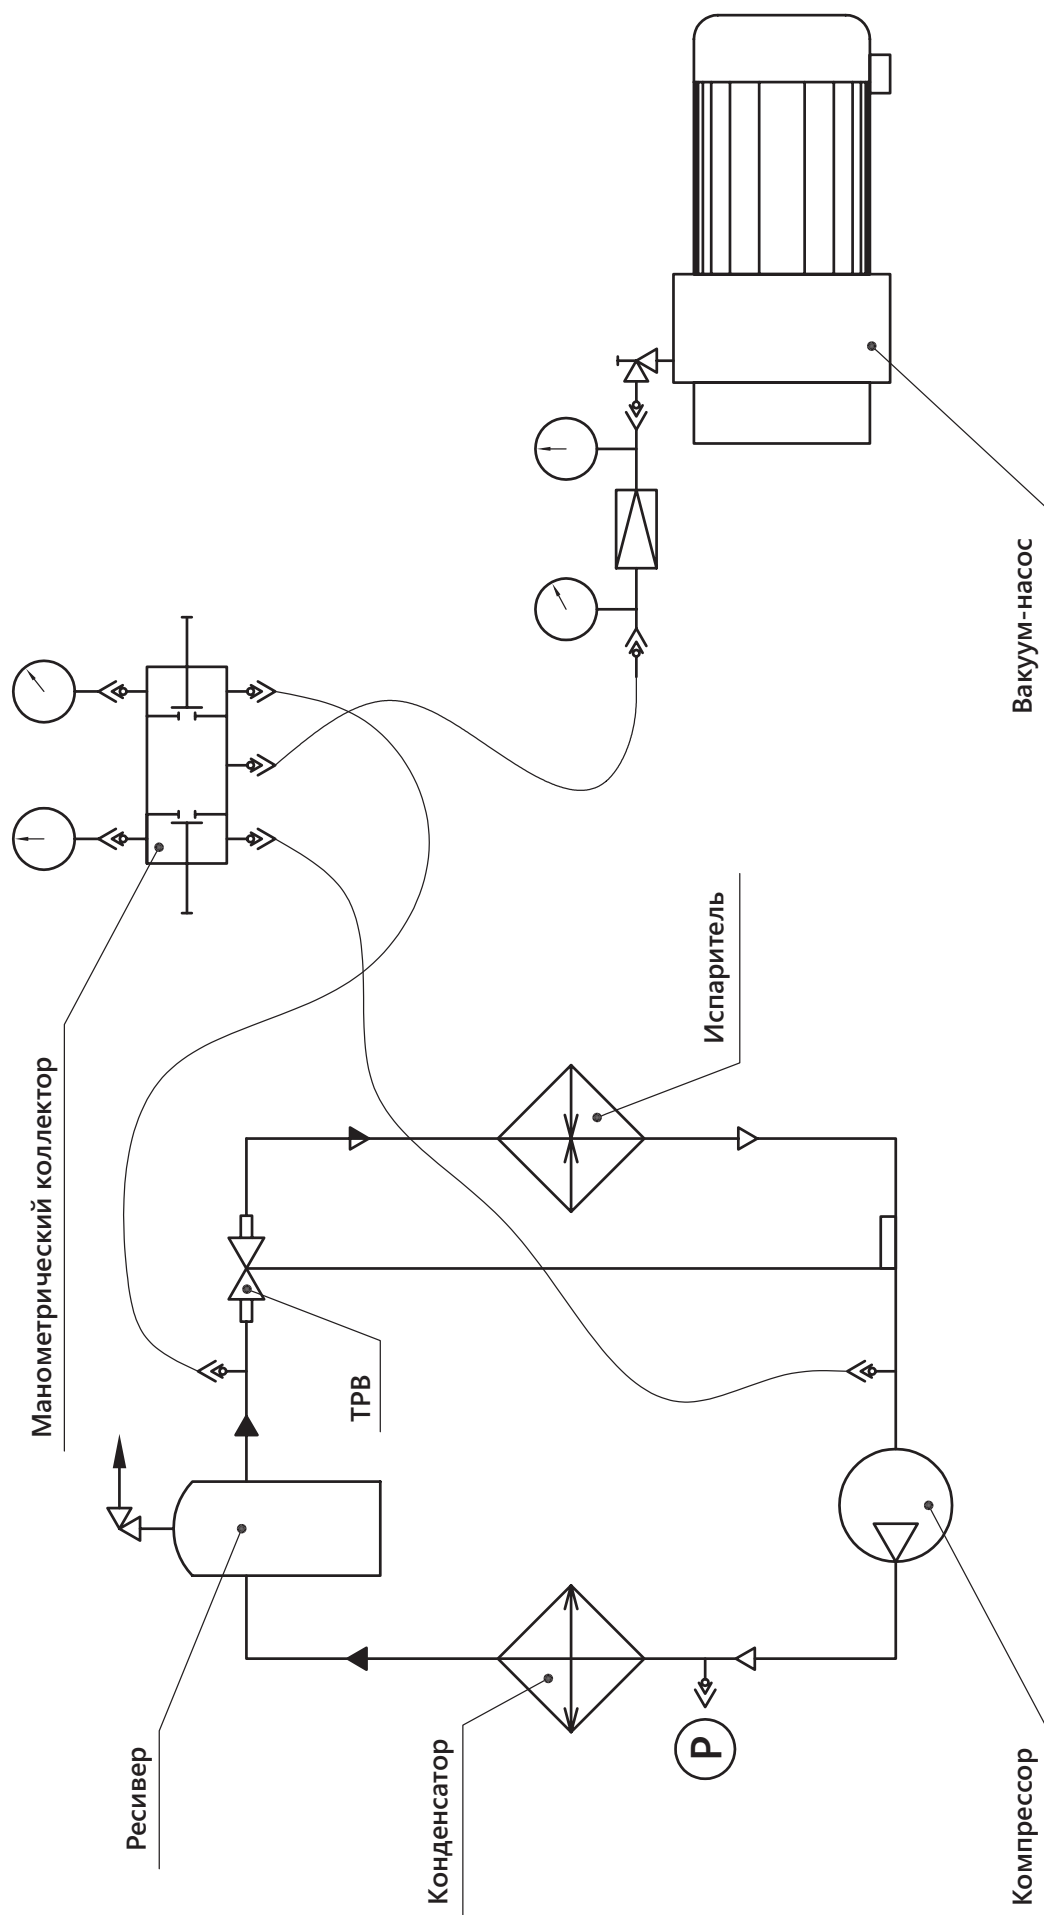 Манометрический коллектор
Вакуум-насос
Испаритель
ТРВ
Ресивер
Конденсатор
P
Компрессор